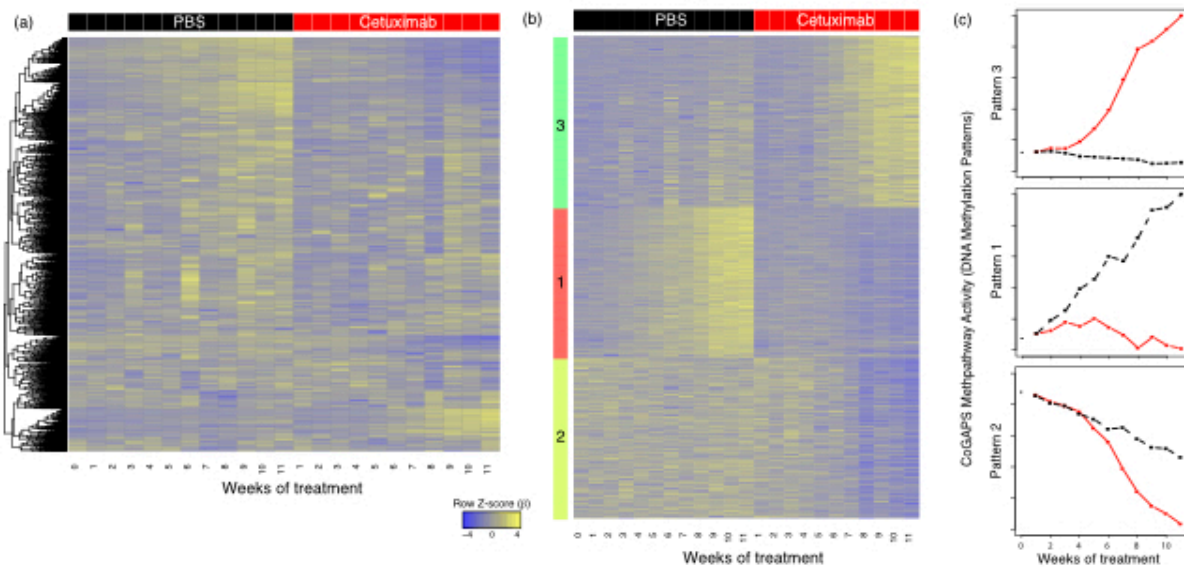 (a)
PBS
Cetuximab
0 1 2 3 4 5 6 7 8 9 10 11 1 2 3 4 5 6 7 8 9 10 11
Weeks of treatment
Row Z-score (β)
-4 0 4
(b)
PBS
Cetuximab
3
1
2
0 1 2 3 4 5 6 7 8 9 10 11 1 2 3 4 5 6 7 8 9 10 11
Weeks of treatment
(c)
CoGAPS Methpathway Activity (DNA Methylation Patterns)
Pattern 3
Pattern 1
Pattern 2
0 2 4 6 8 10
Weeks of treatment